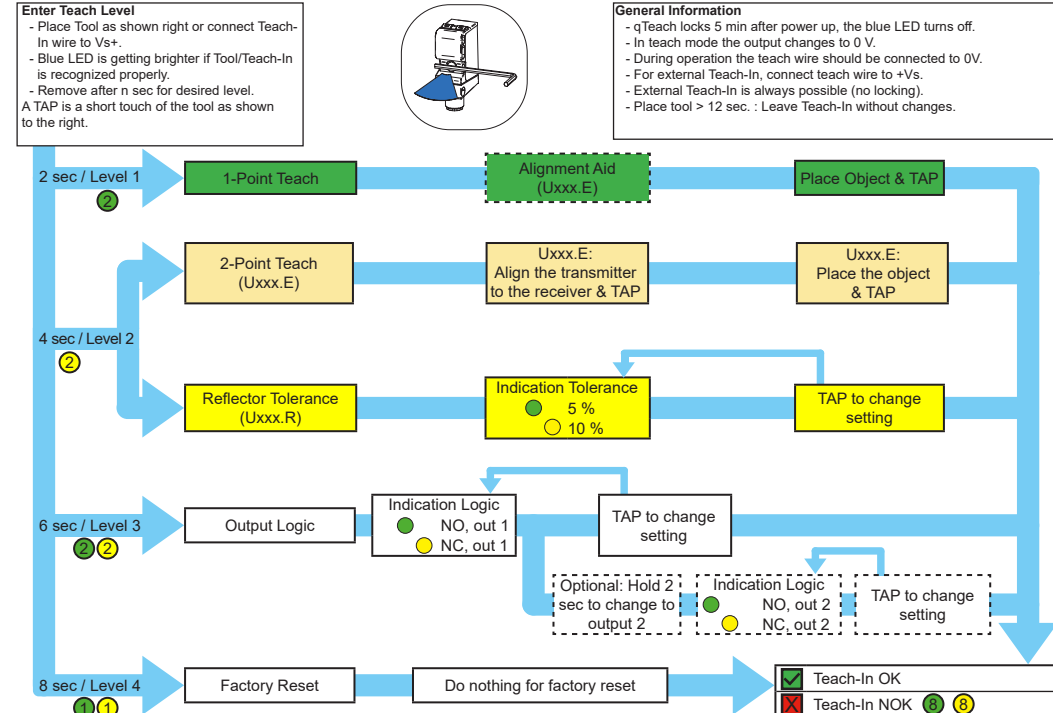 Enter Teach Level
- Place Tool as shown right or connect Teach-
In wire to Vs+.
- Blue LED is getting brighter if Tool/Teach-In
is recognized properly.
- Remove after n sec for desired level.
A TAP is a short touch of the tool as shown
to the right.
General Information
- qTeach locks 5 min after power up, the blue LED turns off.
- In teach mode the output changes to 0 V.
- During operation the teach wire should be connected to 0V.
- For external Teach-In, connect teach wire to +Vs.
- External Teach-In is always possible (no locking).
- Place tool > 12 sec. : Leave Teach-In without changes.
2 sec / Level 1
2
1-Point Teach
Alignment Aid
(Uxxx.E)
Place Object & TAP
4 sec / Level 2
2
2-Point Teach
(Uxxx.E)
Uxxx.E:
Align the transmitter
to the receiver & TAP
Uxxx.E:
Place the object
& TAP
Reflector Tolerance
(Uxxx.R)
Indication Tolerance
5 %
10 %
TAP to change
setting
6 sec / Level 3
2 2
Output Logic
Indication Logic
NO, out 1
NC, out 1
TAP to change
setting
Optional: Hold 2
sec to change to
output 2
Indication Logic
NO, out 2
NC, out 2
TAP to change
setting
8 sec / Level 4
1 1
Factory Reset
Do nothing for factory reset
Teach-In OK
Teach-In NOK 8 8